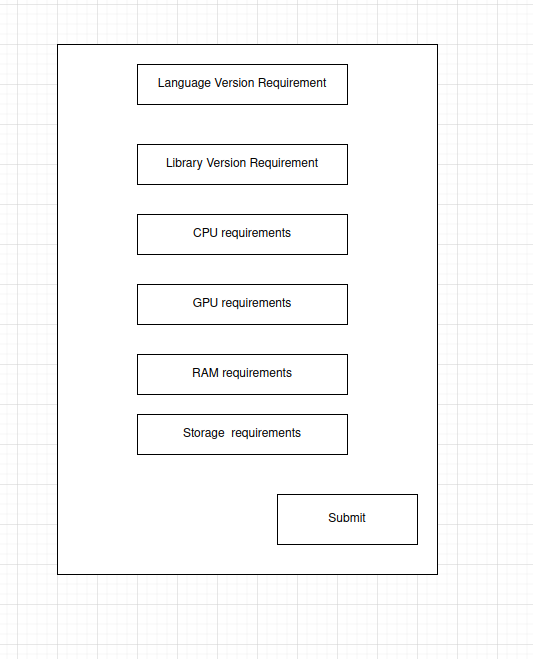 Language Version Requirement
Library Version Requirement
CPU requirements
GPU requirements
RAM requirements
Storage  requirements
Submit